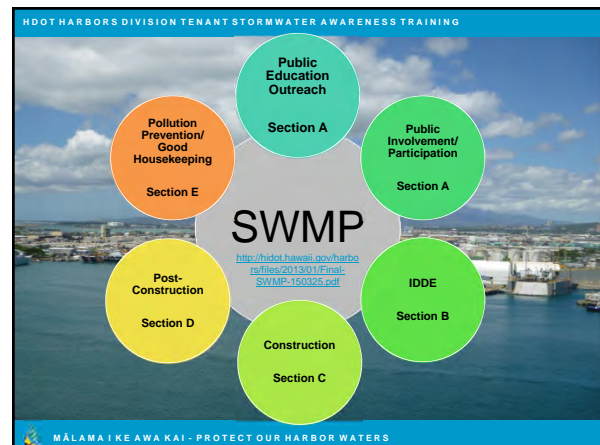 HDOT HARBORS DIVISION TENANT STORMWATER AWARENESS TRAINING
Public
Education
Outreach
Section A
Public
Involvement/
Participation
Section A
IDDE
Section B
Construction
Section C
Post-
Construction
Section D
Pollution
Prevention/
Good
Housekeeping
Section E
SWMP
http://hidot.hawaii.gov/harbo
rs/files/2013/01/Final-
SWMP-150325.pdf
MĀLAMA I KE AWA KAI - PROTECT OUR HARBOR WATERS